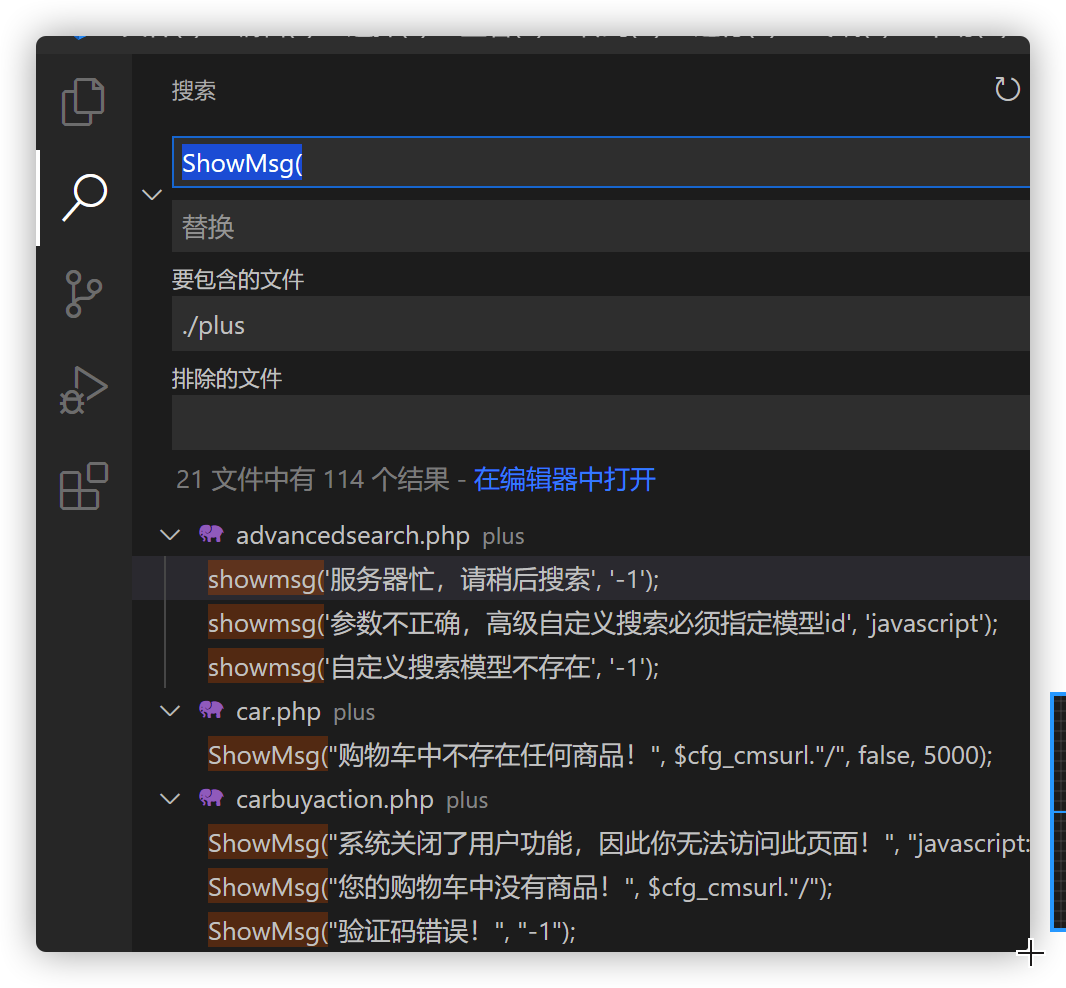 搜索
ShowMsg(
替换
要包含的文件
./plus
排除的文件
21 文件中有 114 个结果 - 在编辑器中打开
advancedsearch.php plus
showmsg('服务器忙，请稍后搜索', '-1');
showmsg('参数不正确，高级自定义搜索必须指定模型id', 'javascript');
showmsg('自定义搜索模型不存在', '-1');
car.php plus
ShowMsg("购物车中不存在任何商品！", $cfg_cmsurl."/", false, 5000);
carbuyaction.php plus
ShowMsg("系统关闭了用户功能，因此你无法访问此页面！", "javascript:
ShowMsg("您的购物车中没有商品！", $cfg_cmsurl."/");
ShowMsg("验证码错误！", "-1");